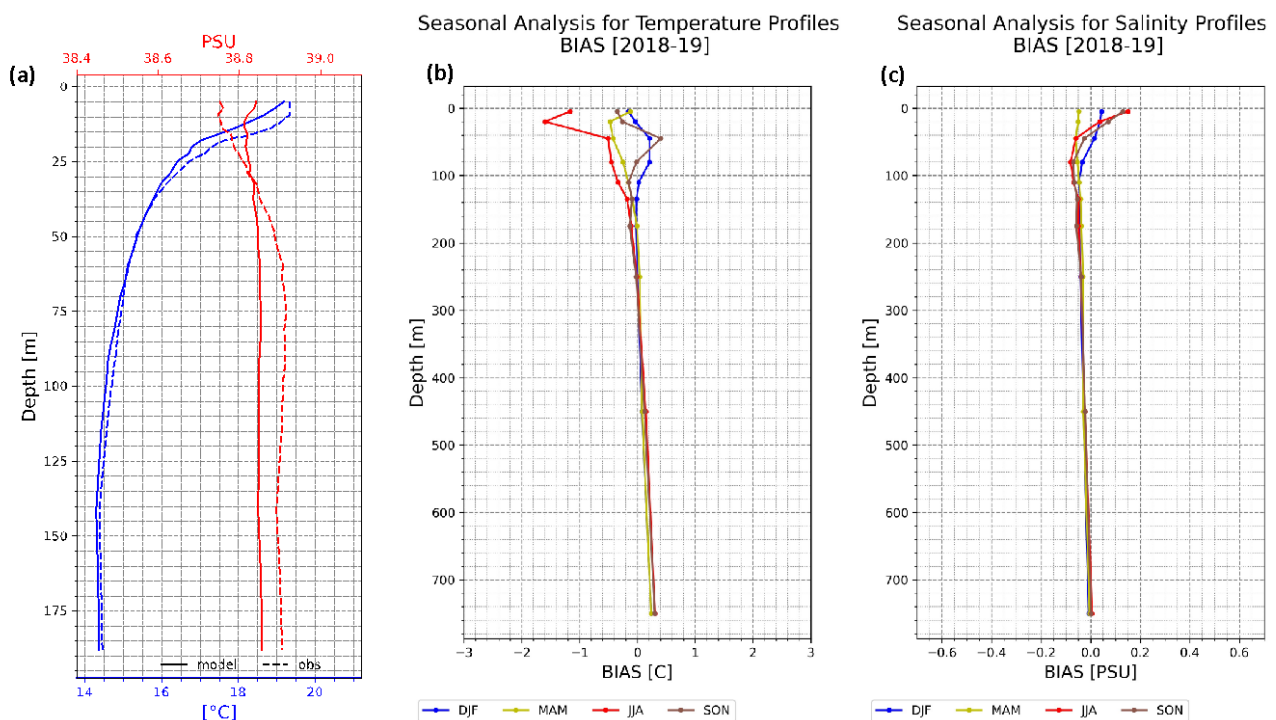 (a)
PSU
38.4 38.6 38.8 39.0
0
25
50
75
100
125
150
175
Depth [m]
model obs
14 16 18 20
[°C]
Seasonal Analysis for Temperature Profiles
BIAS [2018-19]
(b)
0
100
200
300
400
500
600
700
Depth [m]
−3 −2 −1 0 1 2 3
BIAS [C]
DJF MAM JJA SON
Seasonal Analysis for Salinity Profiles
BIAS [2018-19]
(c)
0
100
200
300
400
500
600
700
Depth [m]
−0.6 −0.4 −0.2 0.0 0.2 0.4 0.6
BIAS [PSU]
DJF MAM JJA SON